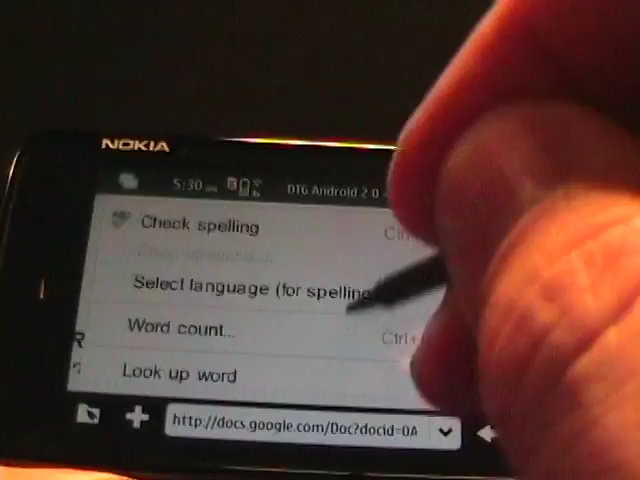 NOKIA
5:30 DTG Android 2 0
Check spelling
Select language (for spelling
Word count... Ctrl+
Look up word
http://docs.google.com/Doc?docid=0A